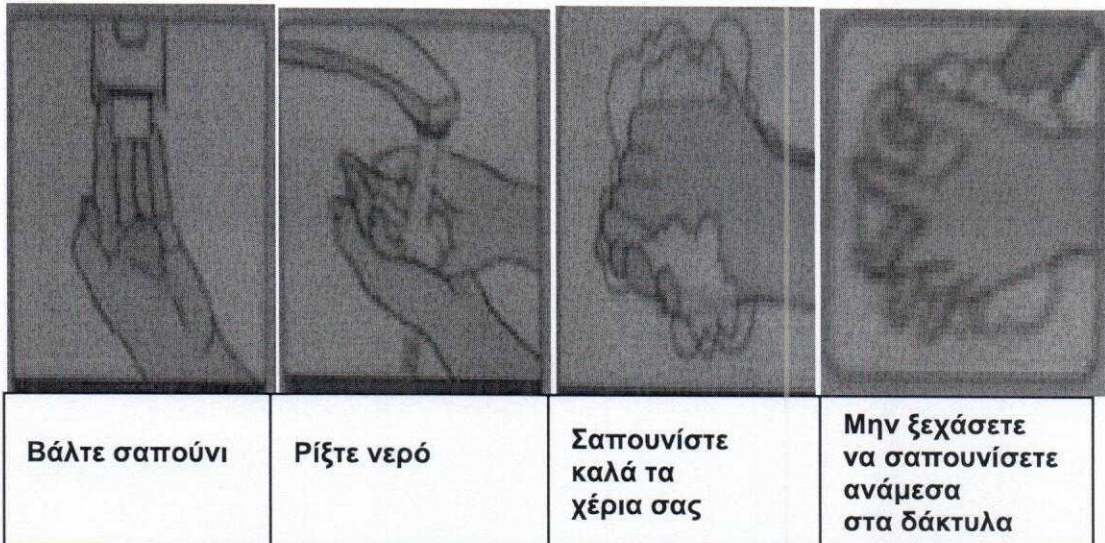 Βάλτε σαπούνι
Ρίξτε νερό
Σαπουνίστε
καλά τα
χέρια σας
Μην ξεχάσετε
να σαπουνίσετε
ανάμεσα
στα δάκτυλα